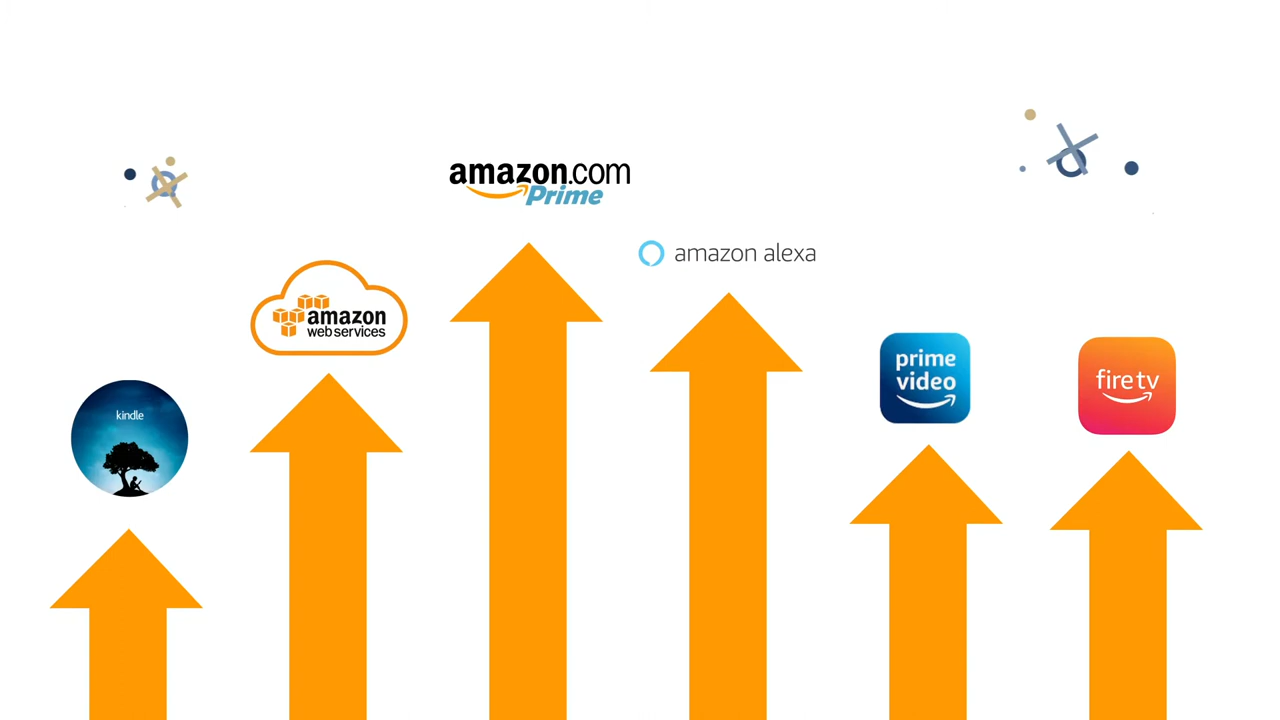 amazon.com
Prime
amazon alexa
amazon
web services
prime
video
fire tv
kindle